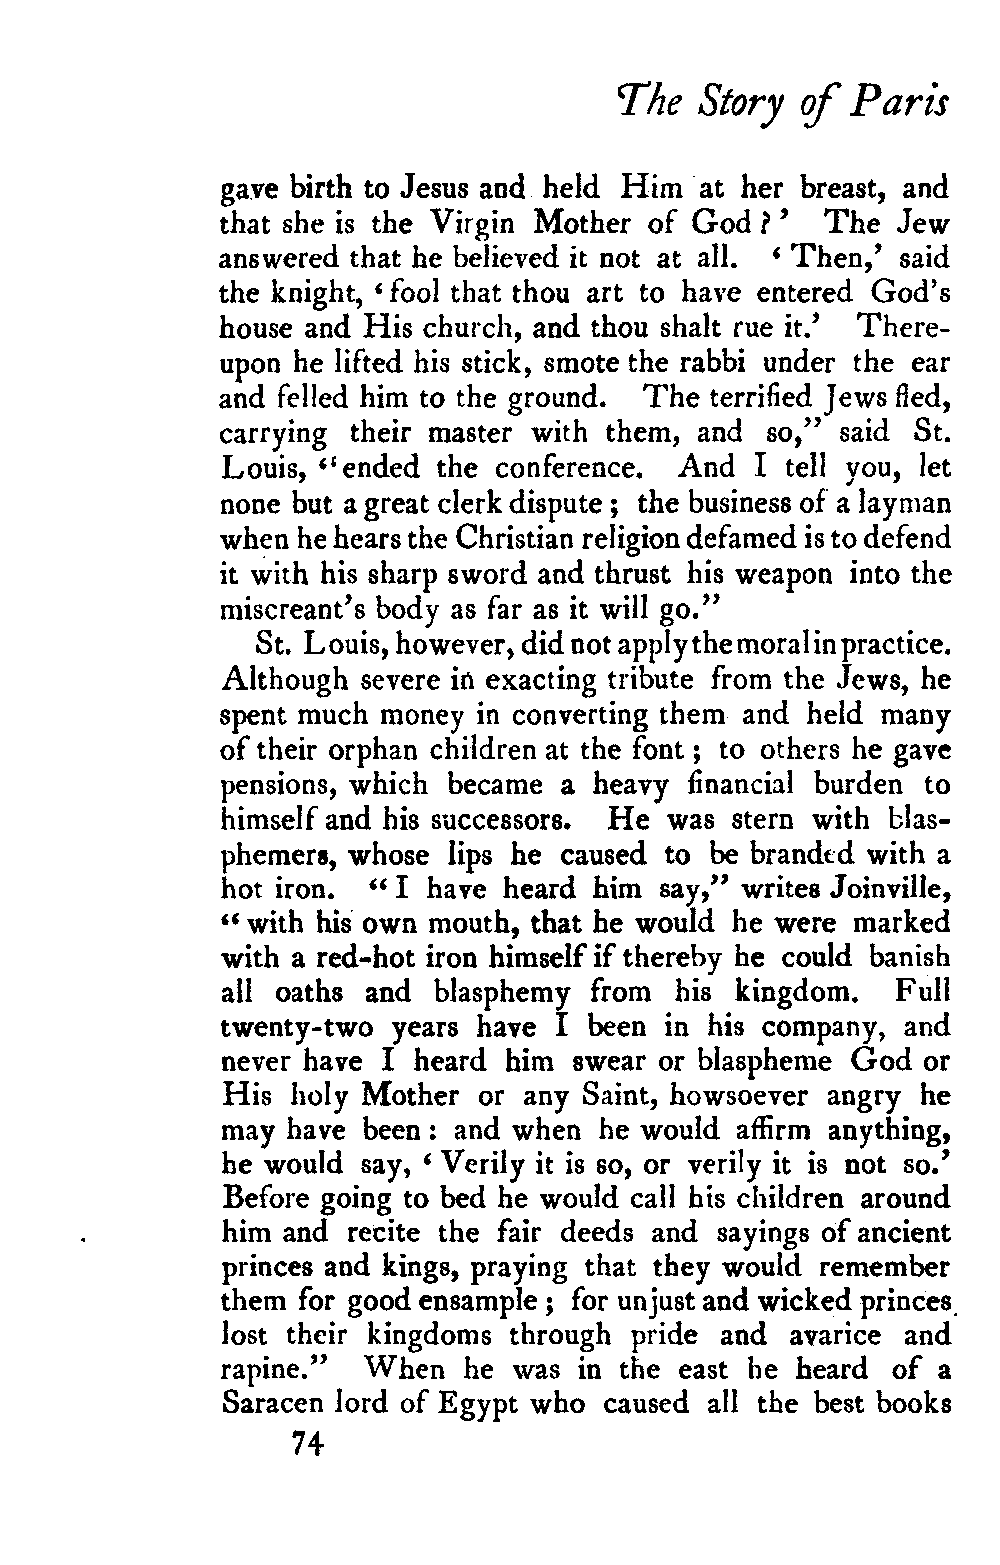 The Story of Paris
gave birth to Jesus and held Him at her breast, and
that she is the Virgin Mother of God?' The Jew
answered that he believed it not at all. 'Then,' said
the knight, 'fool that thou art to have entered God's
house and His church, and thou shalt rue it.' There-
upon he lifted his stick, smote the rabbi under the ear
and felled him to the ground. The terrified Jews fled,
carrying their master with them, and so," said St.
Louis, "ended the conference. And I tell you, let
none but a great clerk dispute; the business of a layman
when he hears the Christian religion defamed is to defend
it with his sharp sword and thrust his weapon into the
miscreant's body as far as it will go."
St. Louis, however, did not apply the moral in practice.
Although severe in exacting tribute from the Jews, he
spent much money in converting them and held many
of their orphan children at the font; to others he gave
pensions, which became a heavy financial burden to
himself and his successors. He was stern with blas-
phemers, whose lips he caused to be branded with a
hot iron. "I have heard him say," writes Joinville,
"with his own mouth, that he would he were marked
with a red-hot iron himself if thereby he could banish
all oaths and blasphemy from his kingdom. Full
twenty-two years have I been in his company, and
never have I heard him swear or blaspheme God or
His holy Mother or any Saint, howsoever angry he
may have been: and when he would affirm anything,
he would say, 'Verily it is so, or verily it is not so.'
Before going to bed he would call his children around
him and recite the fair deeds and sayings of ancient
princes and kings, praying that they would remember
them for good ensample; for unjust and wicked princes
lost their kingdoms through pride and avarice and
rapine." When he was in the east he heard of a
Saracen lord of Egypt who caused all the best books
74